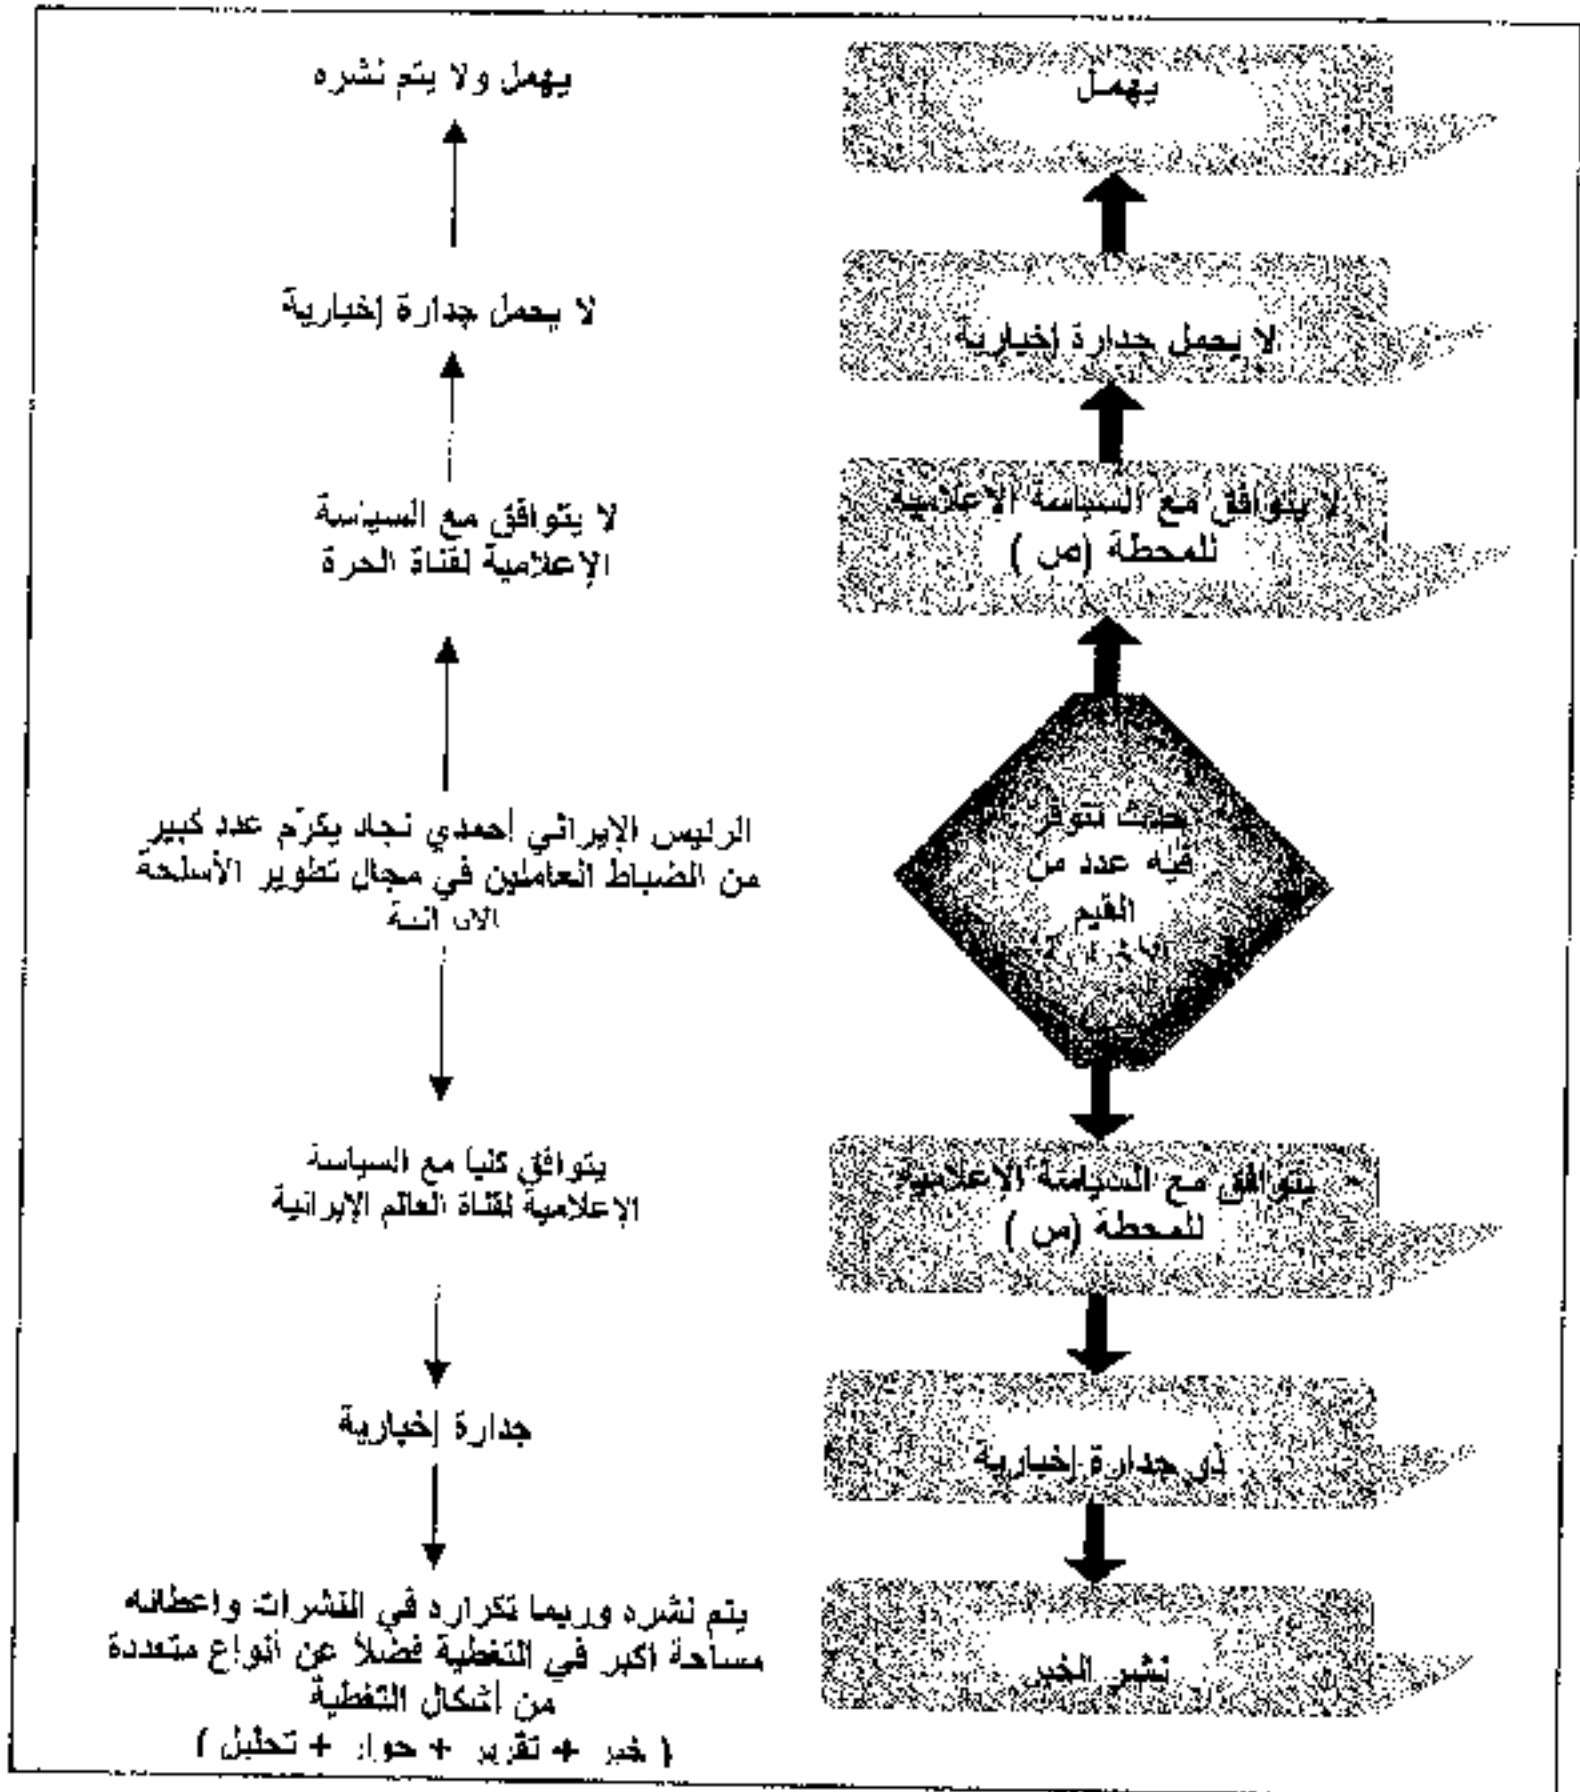 يهمل
لا يحمل جدارة إخبارية
لا يتوافق مع السياسة الإعلامية
للمحطة (ص)
حدث تتوفر
فيه عدد من
القيم
يتوافق مع السياسة الإعلامية
للمحطة (س)
ذو جدارة إخبارية
نشر الخبر
يهمل ولا يتم نشره
لا يحمل جدارة إخبارية
لا يتوافق مع السياسة
الإعلامية لقناة الحرة
الرئيس الإيراني أحمدي نجاد يكرّم عدد كبير
من الضباط العاملين في مجال تطوير الأسلحة
يتوافق كليا مع السياسة
الإعلامية لقناة العالم الإيرانية
جدارة إخبارية
يتم نشره وربما تكراره في النشرات واعطائه
مساحة اكبر في التغطية فضلاً عن أنواع متعددة
من أشكال التغطية
( خبر + تقرير + حوار + تحليل )